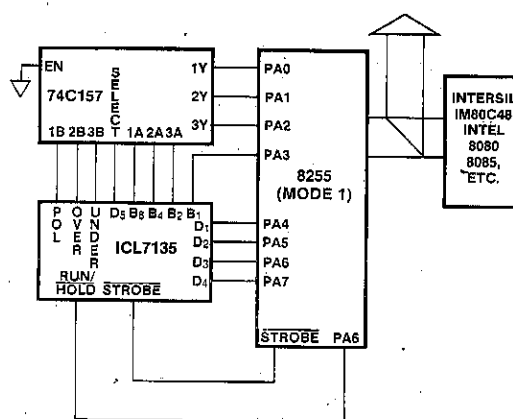 EN
74C157
SELECT
1B 2B 3B 1A 2A 3A
1Y
2Y
3Y
PA0
PA1
PA2
PA3
PA4
PA5
PA6
PA7
8255
(MODE 1)
STROBE PA6
INTERSIL
IM80C48
INTEL
8080
8085,
ETC.
POL
OVER
UNDER
D5 B8 B4 B2 B1
D1
D2
D3
D4
ICL7135
RUN/
HOLD STROBE